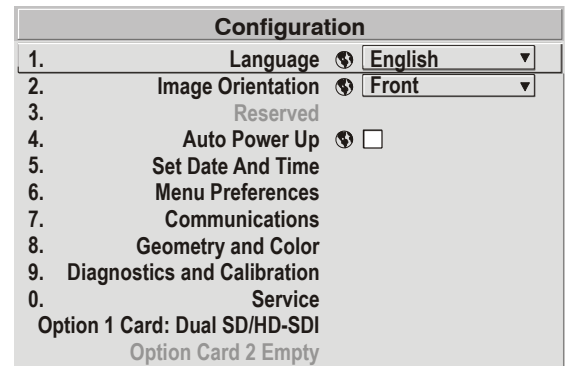 Configuration
1. Language English
2. Image Orientation Front
3. Reserved
4. Auto Power Up
5. Set Date And Time
6. Menu Preferences
7. Communications
8. Geometry and Color
9. Diagnostics and Calibration
0. Service
Option 1 Card: Dual SD/HD-SDI
Option Card 2 Empty